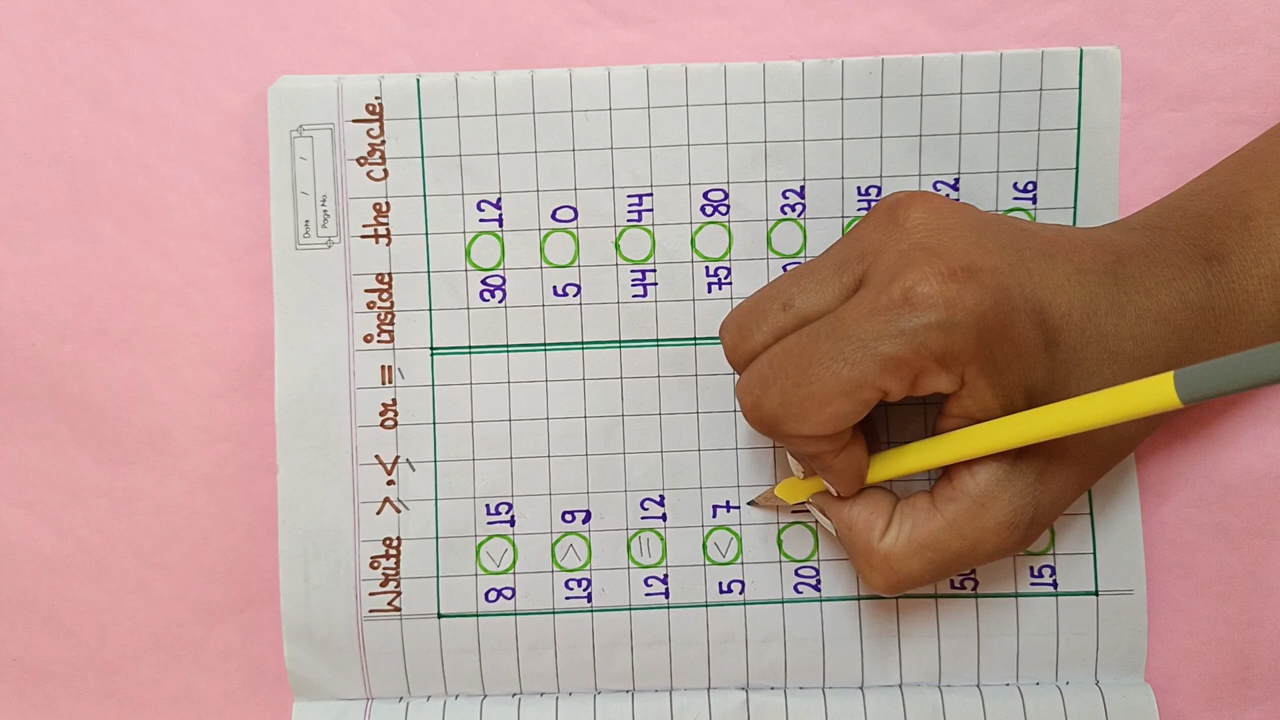 Date / /
Page No.
Write >, < or = inside the circle.
8 < 15 30 12
13 > 9 5 0
12 = 12 44 44
5 < 7 75 80
20 32
45
15 16